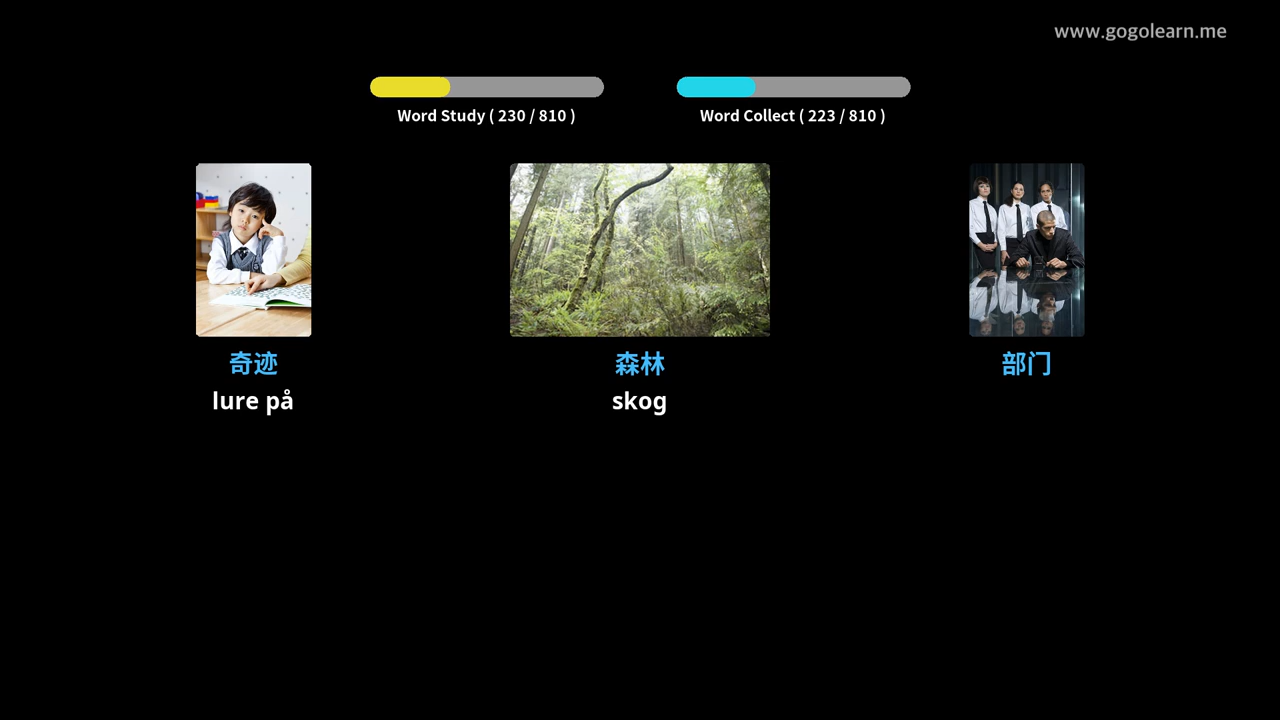 www.gogolearn.me
Word Study ( 230 / 810 )
Word Collect ( 223 / 810 )
奇迹
森林
部门
lure på
skog